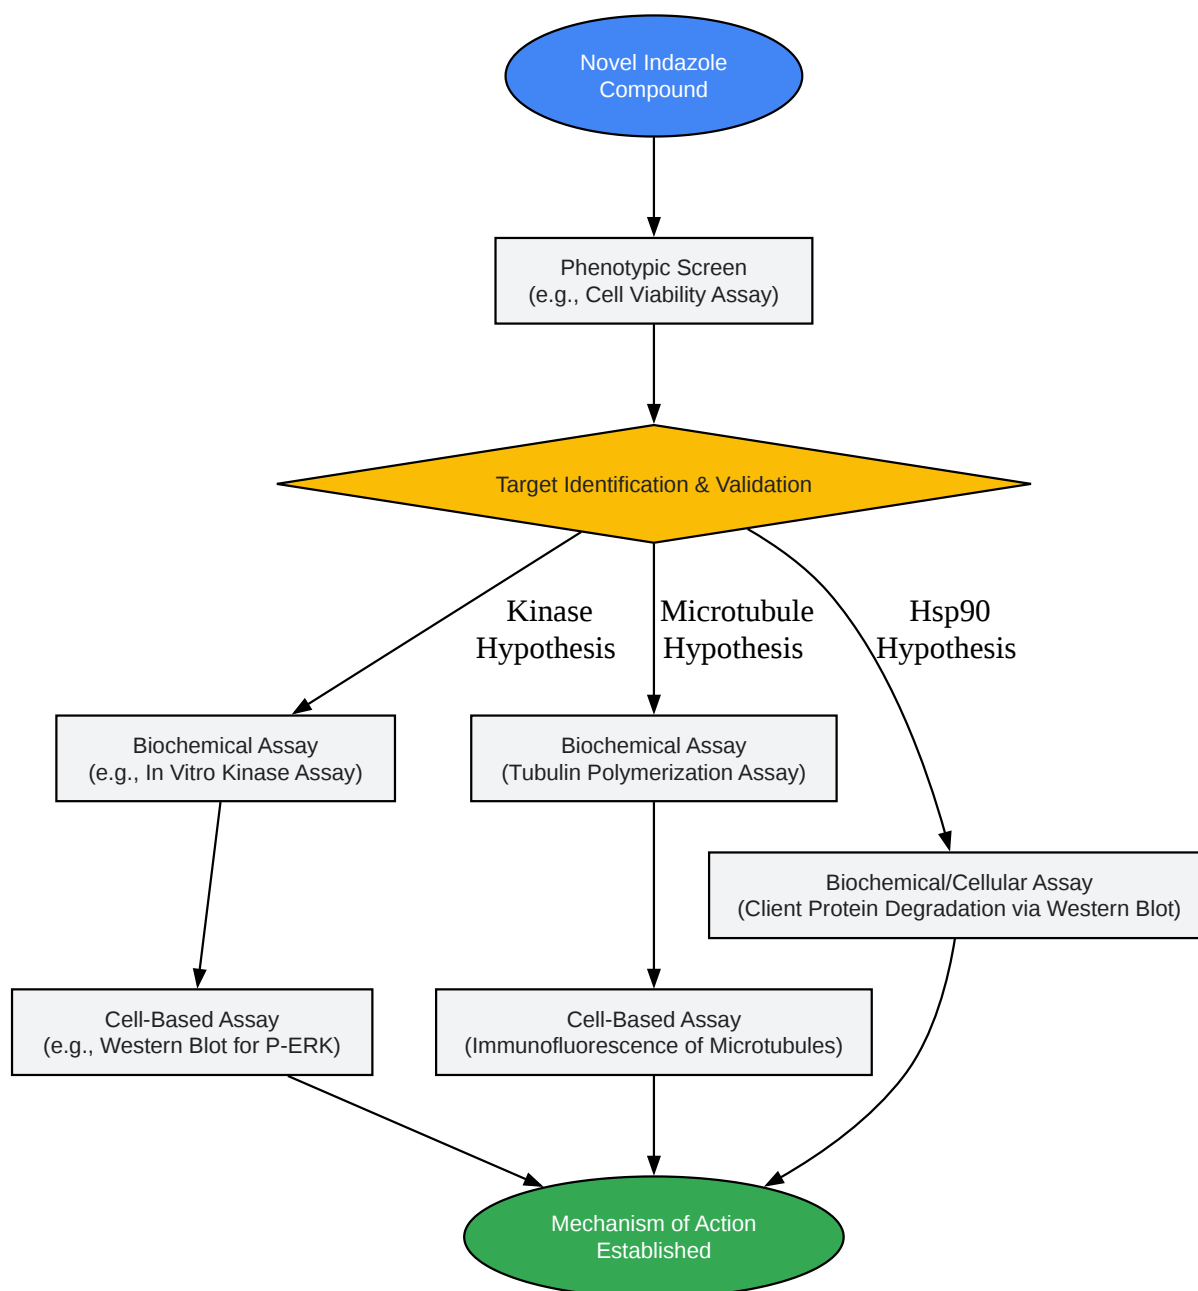 Novel Indazole
Compound
Phenotypic Screen
(e.g., Cell Viability Assay)
Target Identification & Validation
Kinase
Hypothesis
Microtubule
Hypothesis
Hsp90
Hypothesis
Biochemical Assay
(e.g., In Vitro Kinase Assay)
Biochemical Assay
(Tubulin Polymerization Assay)
Biochemical/Cellular Assay
(Client Protein Degradation via Western Blot)
Cell-Based Assay
(e.g., Western Blot for P-ERK)
Cell-Based Assay
(Immunofluorescence of Microtubules)
Mechanism of Action
Established